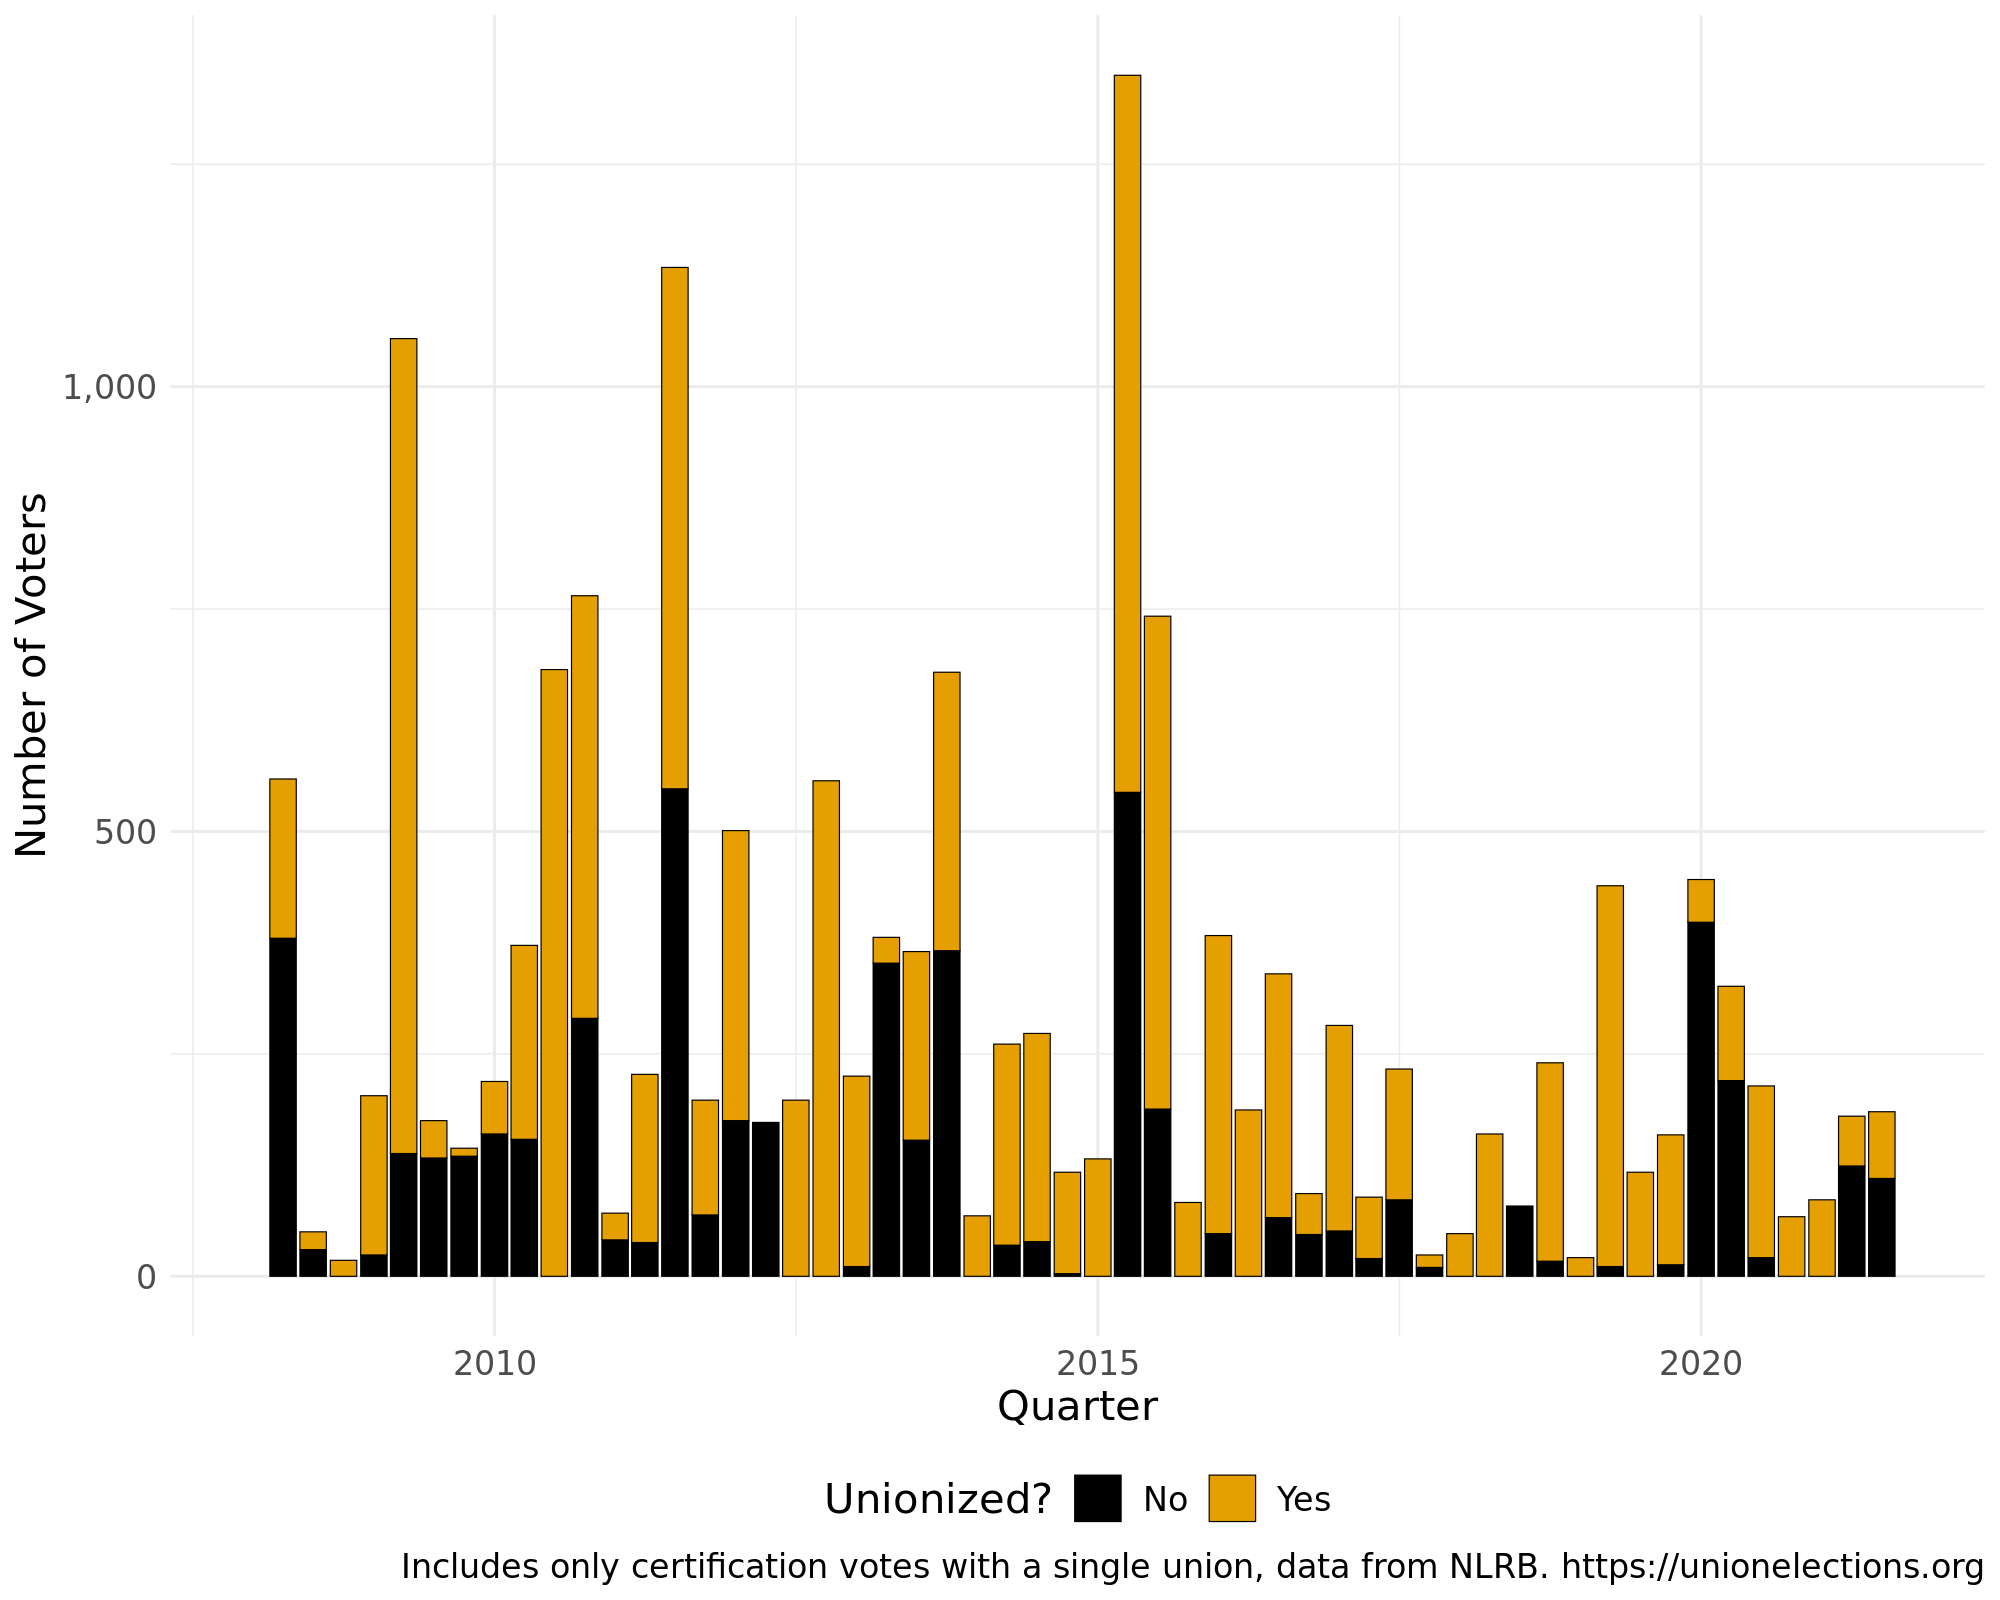 Number of Voters
1,000
500
0
2010 2015 2020
Quarter
Unionized? No Yes
Includes only certification votes with a single union, data from NLRB. https://unionelections.org